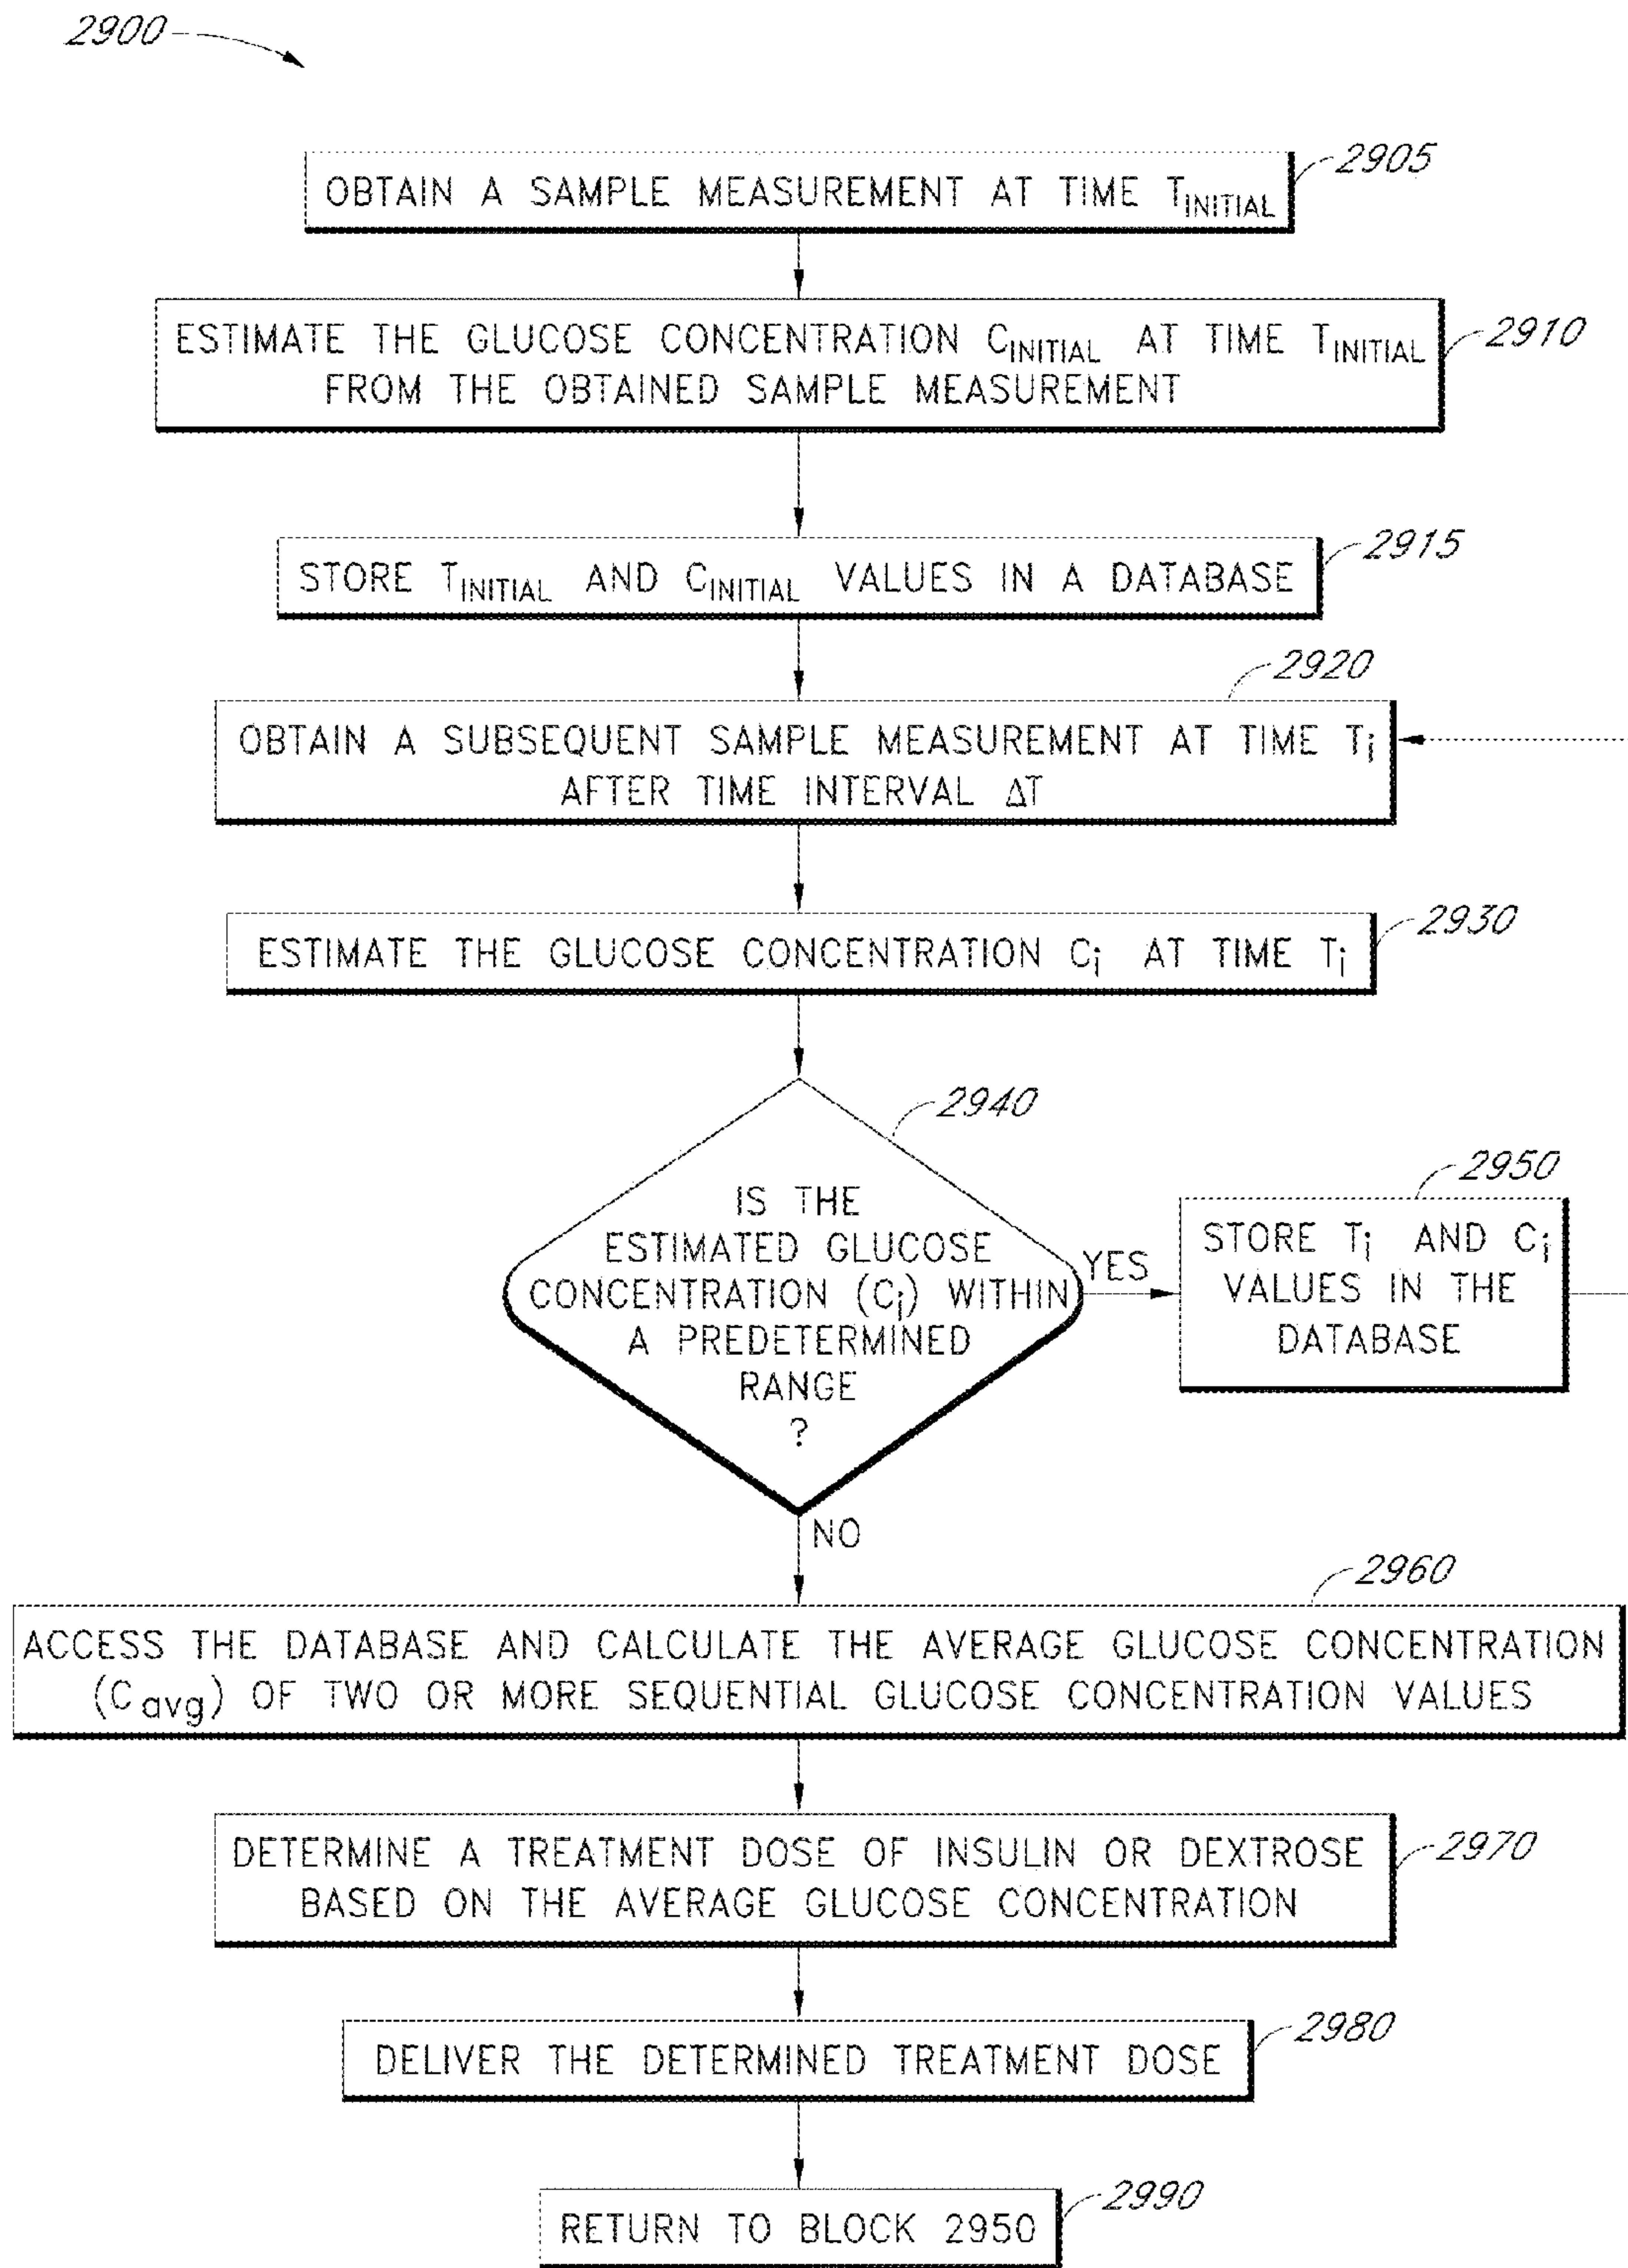 2900
2905
OBTAIN A SAMPLE MEASUREMENT AT TIME TINITIAL
2910
ESTIMATE THE GLUCOSE CONCENTRATION CINITIAL AT TIME TINITIAL
FROM THE OBTAINED SAMPLE MEASUREMENT
2915
STORE TINITIAL AND CINITIAL VALUES IN A DATABASE
2920
OBTAIN A SUBSEQUENT SAMPLE MEASUREMENT AT TIME Ti
AFTER TIME INTERVAL ΔT
2930
ESTIMATE THE GLUCOSE CONCENTRATION Ci AT TIME Ti
2940
IS THE
ESTIMATED GLUCOSE
CONCENTRATION (Ci) WITHIN
A PREDETERMINED
RANGE
?
YES
2950
STORE Ti AND Ci
VALUES IN THE
DATABASE
NO
2960
ACCESS THE DATABASE AND CALCULATE THE AVERAGE GLUCOSE CONCENTRATION
(Cavg) OF TWO OR MORE SEQUENTIAL GLUCOSE CONCENTRATION VALUES
2970
DETERMINE A TREATMENT DOSE OF INSULIN OR DEXTROSE
BASED ON THE AVERAGE GLUCOSE CONCENTRATION
2980
DELIVER THE DETERMINED TREATMENT DOSE
2990
RETURN TO BLOCK 2950